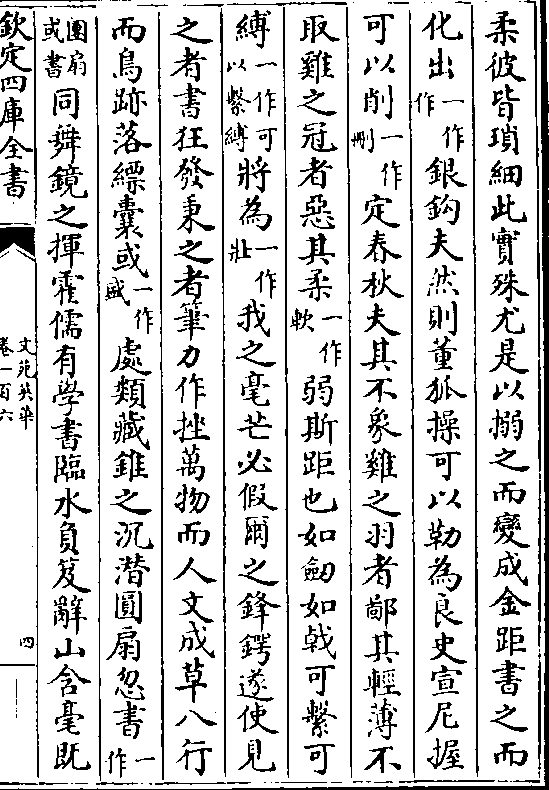 柔彼皆瑣細此實殊尤是以搦之而變成金距書之而
化出一作作銀鈎夫然則董狐操可以勒為良史宣尼握
可以削一作刪定春秋夫其不象雞之羽者鄙其輕薄不
取雞之冠者惡其柔一作軟弱斯距也如劒如戟可繫可
縛一作可以繫縛將為一作壯我之毫芒必假爾之鋒鍔遂使見
之者書狂發秉之者筆力作挫萬物而人文成草八行
而鳥跡落縹囊或一作盛處類藏錐之沉潛圓扇忽書一作
團扇或書同舞鏡之揮霍儒有學書臨水負笈辭山含毫既
欽定四庫全書
文苑英華
卷一百六
四